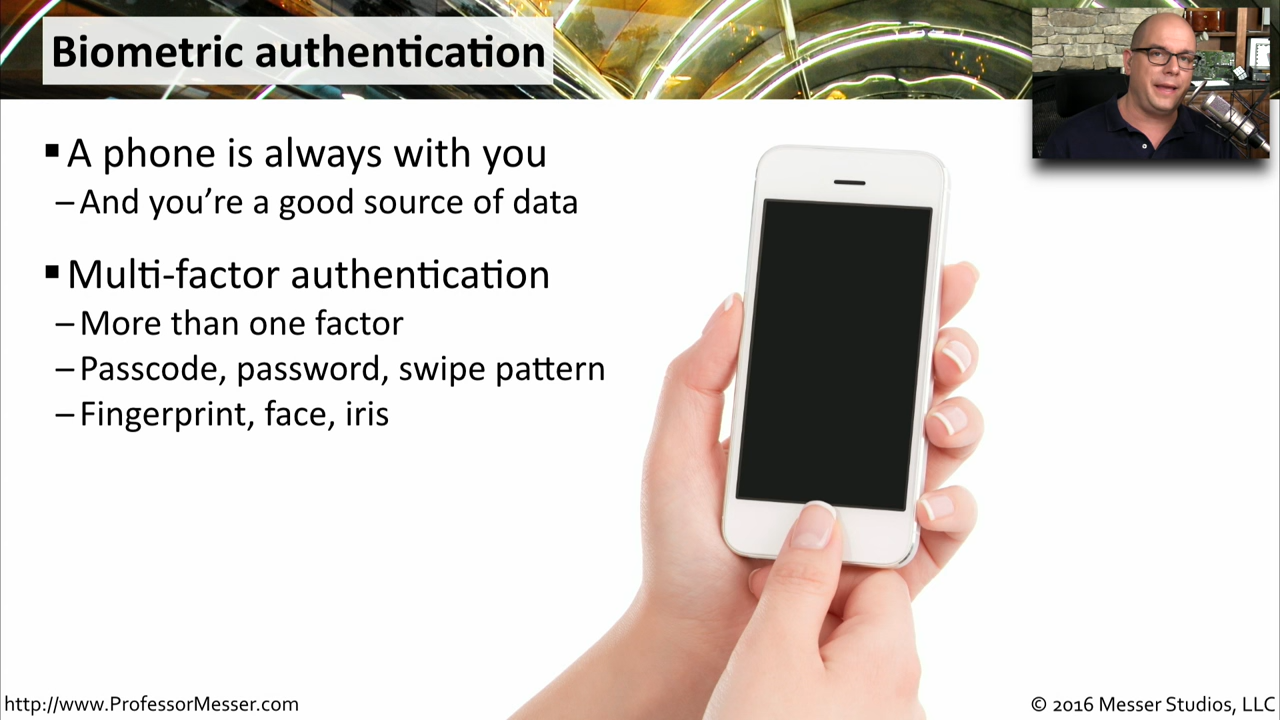 Biometric authentication
▪ A phone is always with you
– And you’re a good source of data
▪ Multi-factor authentication
– More than one factor
– Passcode, password, swipe pattern
– Fingerprint, face, iris
http://www.ProfessorMesser.com
© 2016 Messer Studios, LLC